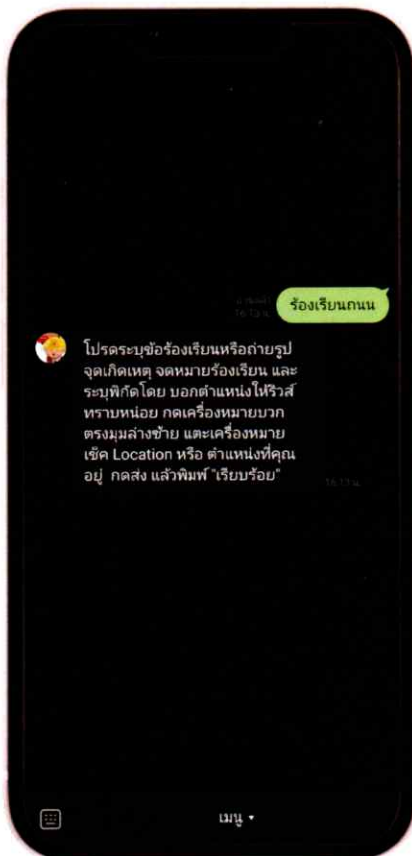 ร้องเรียนถนน
16.13 น.
โปรดระบุข้อร้องเรียนหรือถ่ายรูป
จุดเกิดเหตุ จดหมายร้องเรียน และ
ระบุพิกัดโดย บอกตำแหน่งให้ริวส์
ทราบหน่อย กดเครื่องหมายบวก
ตรงมุมล่างซ้าย แตะเครื่องหมาย
เช็ค Location หรือ ตำแหน่งที่คุณ
อยู่ กดส่ง แล้วพิมพ์ "เรียบร้อย"
16.13 น.
เมนู